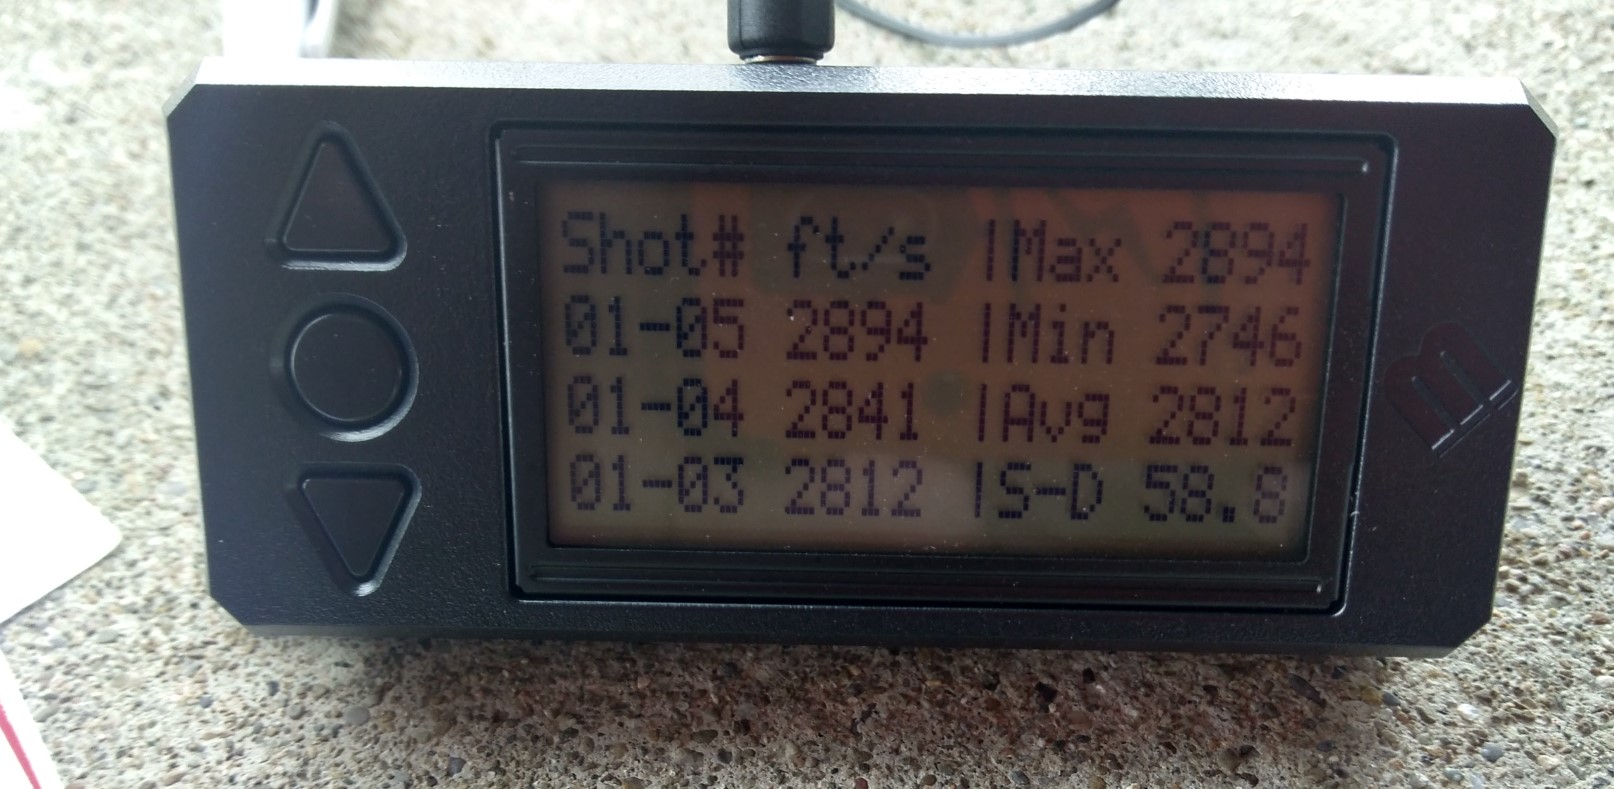 Shot# ft/s |Max 2894
01-05 2894 |Min 2746
01-04 2841 |Avg 2812
01-03 2812 |S-D 58.8